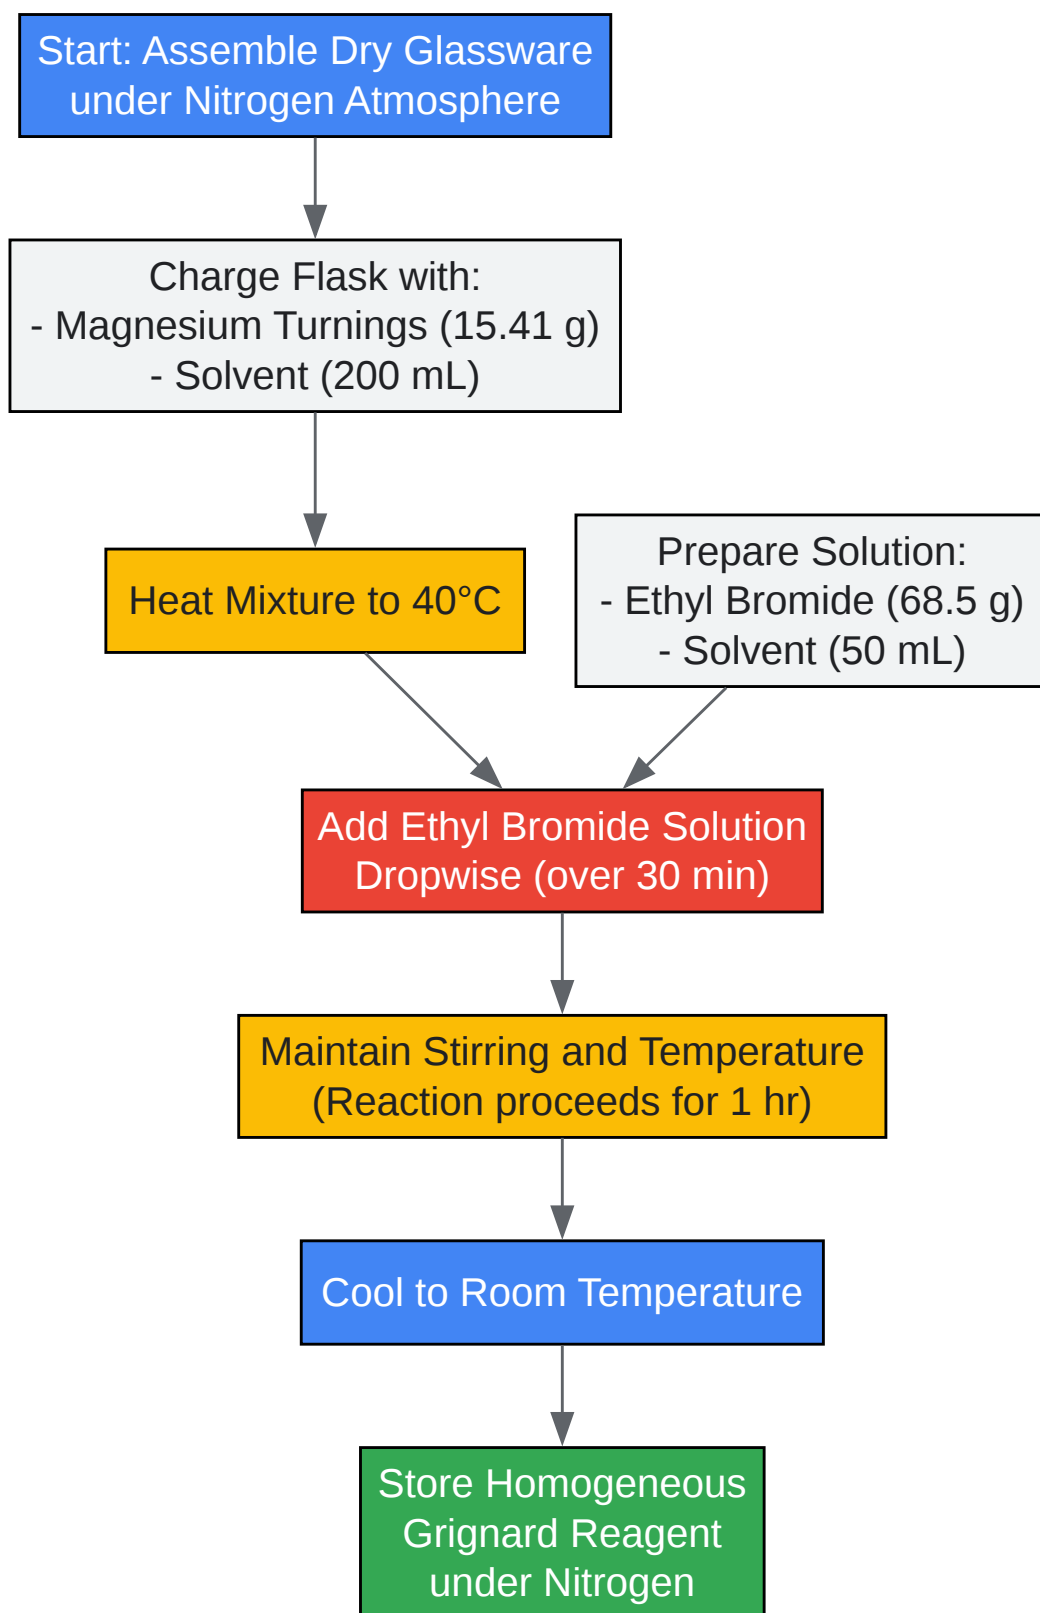 Start: Assemble Dry Glassware
under Nitrogen Atmosphere
Charge Flask with:
- Magnesium Turnings (15.41 g)
- Solvent (200 mL)
Heat Mixture to 40°C
Prepare Solution:
- Ethyl Bromide (68.5 g)
- Solvent (50 mL)
Add Ethyl Bromide Solution
Dropwise (over 30 min)
Maintain Stirring and Temperature
(Reaction proceeds for 1 hr)
Cool to Room Temperature
Store Homogeneous
Grignard Reagent
under Nitrogen